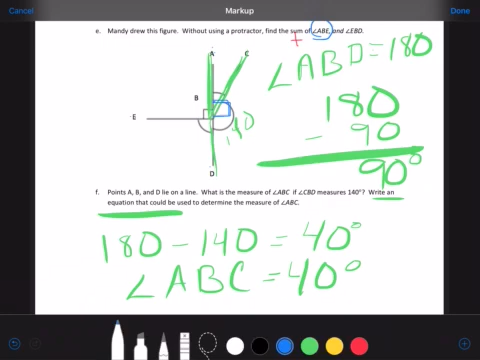 Cancel
Markup
Done
e. Mandy drew this figure. Without using a protractor, find the sum of ∠ABE, and ∠EBD.
+
∠ABD=180
180
- 90
90°
A
C
B
E
D
140
f. Points A, B, and D lie on a line. What is the measure of ∠ABC if ∠CBD measures 140°? Write an
equation that could be used to determine the measure of ∠ABC.
180 - 140 = 40°
∠ABC = 40°